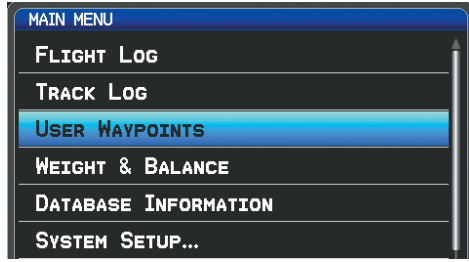 MAIN MENU
FLIGHT LOG
TRACK LOG
USER WAYPOINTS
WEIGHT & BALANCE
DATABASE INFORMATION
SYSTEM SETUP...